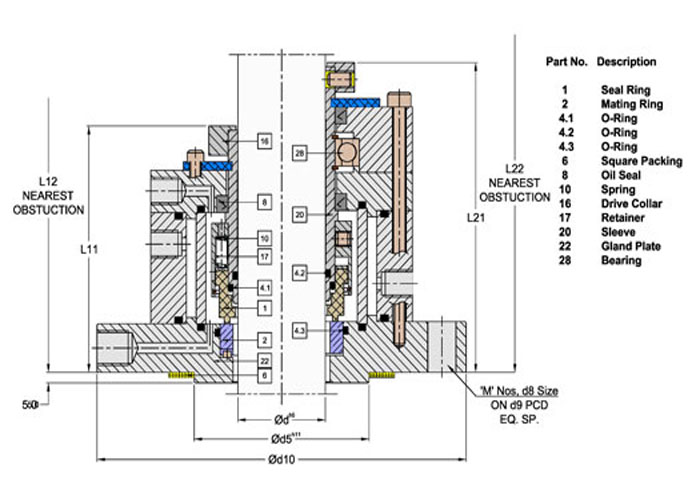 Part No. Description
1 Seal Ring
2 Mating Ring
4.1 O-Ring
4.2 O-Ring
4.3 O-Ring
6 Square Packing
8 Oil Seal
10 Spring
16 Drive Collar
17 Retainer
20 Sleeve
22 Gland Plate
28 Bearing
L12
NEAREST
OBSTUCTION
L11
L22
NEAREST
OBSTUCTION
L21
16
28
8
20
10
17
4.2
4.1
1
4.3
2
22
6
Ød h6
Ød5 h11
Ød10
'M' Nos, d8 Size
ON d9 PCD
EQ. SP.